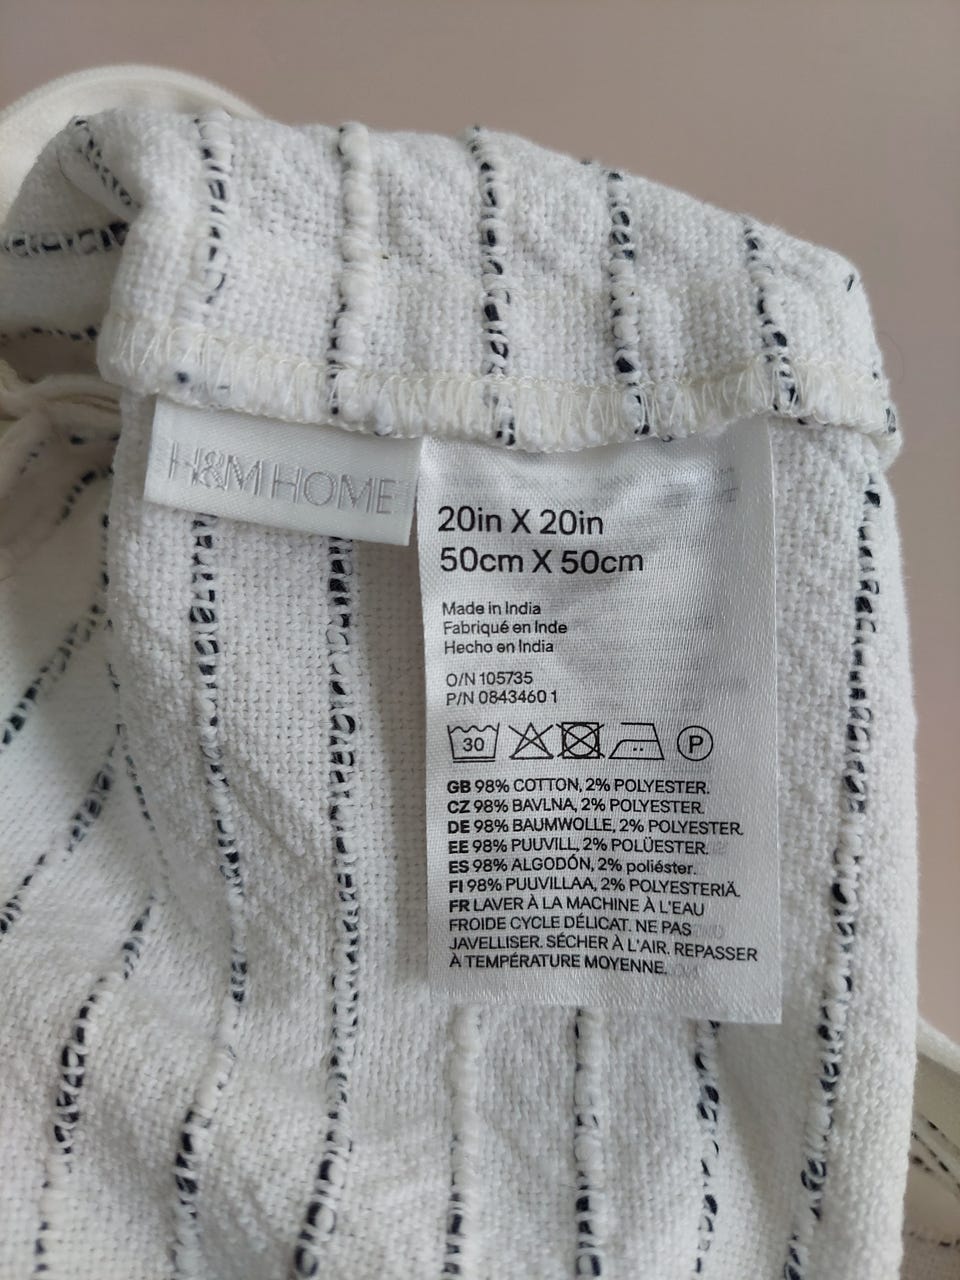 H&M HOME
20in X 20in
50cm X 50cm
Made in India
Fabriqué en Inde
Hecho en India
O/N 105735
P/N 0843460 1
30
P
GB 98% COTTON, 2% POLYESTER.
CZ 98% BAVLNA, 2% POLYESTER.
DE 98% BAUMWOLLE, 2% POLYESTER.
EE 98% PUUVILL, 2% POLÜESTER.
ES 98% ALGODÓN, 2% poliéster.
FI 98% PUUVILLAA, 2% POLYESTERIÄ.
FR LAVER À LA MACHINE À L'EAU
FROIDE CYCLE DÉLICAT. NE PAS
JAVELLISER. SÉCHER À L'AIR. REPASSER
À TEMPÉRATURE MOYENNE.